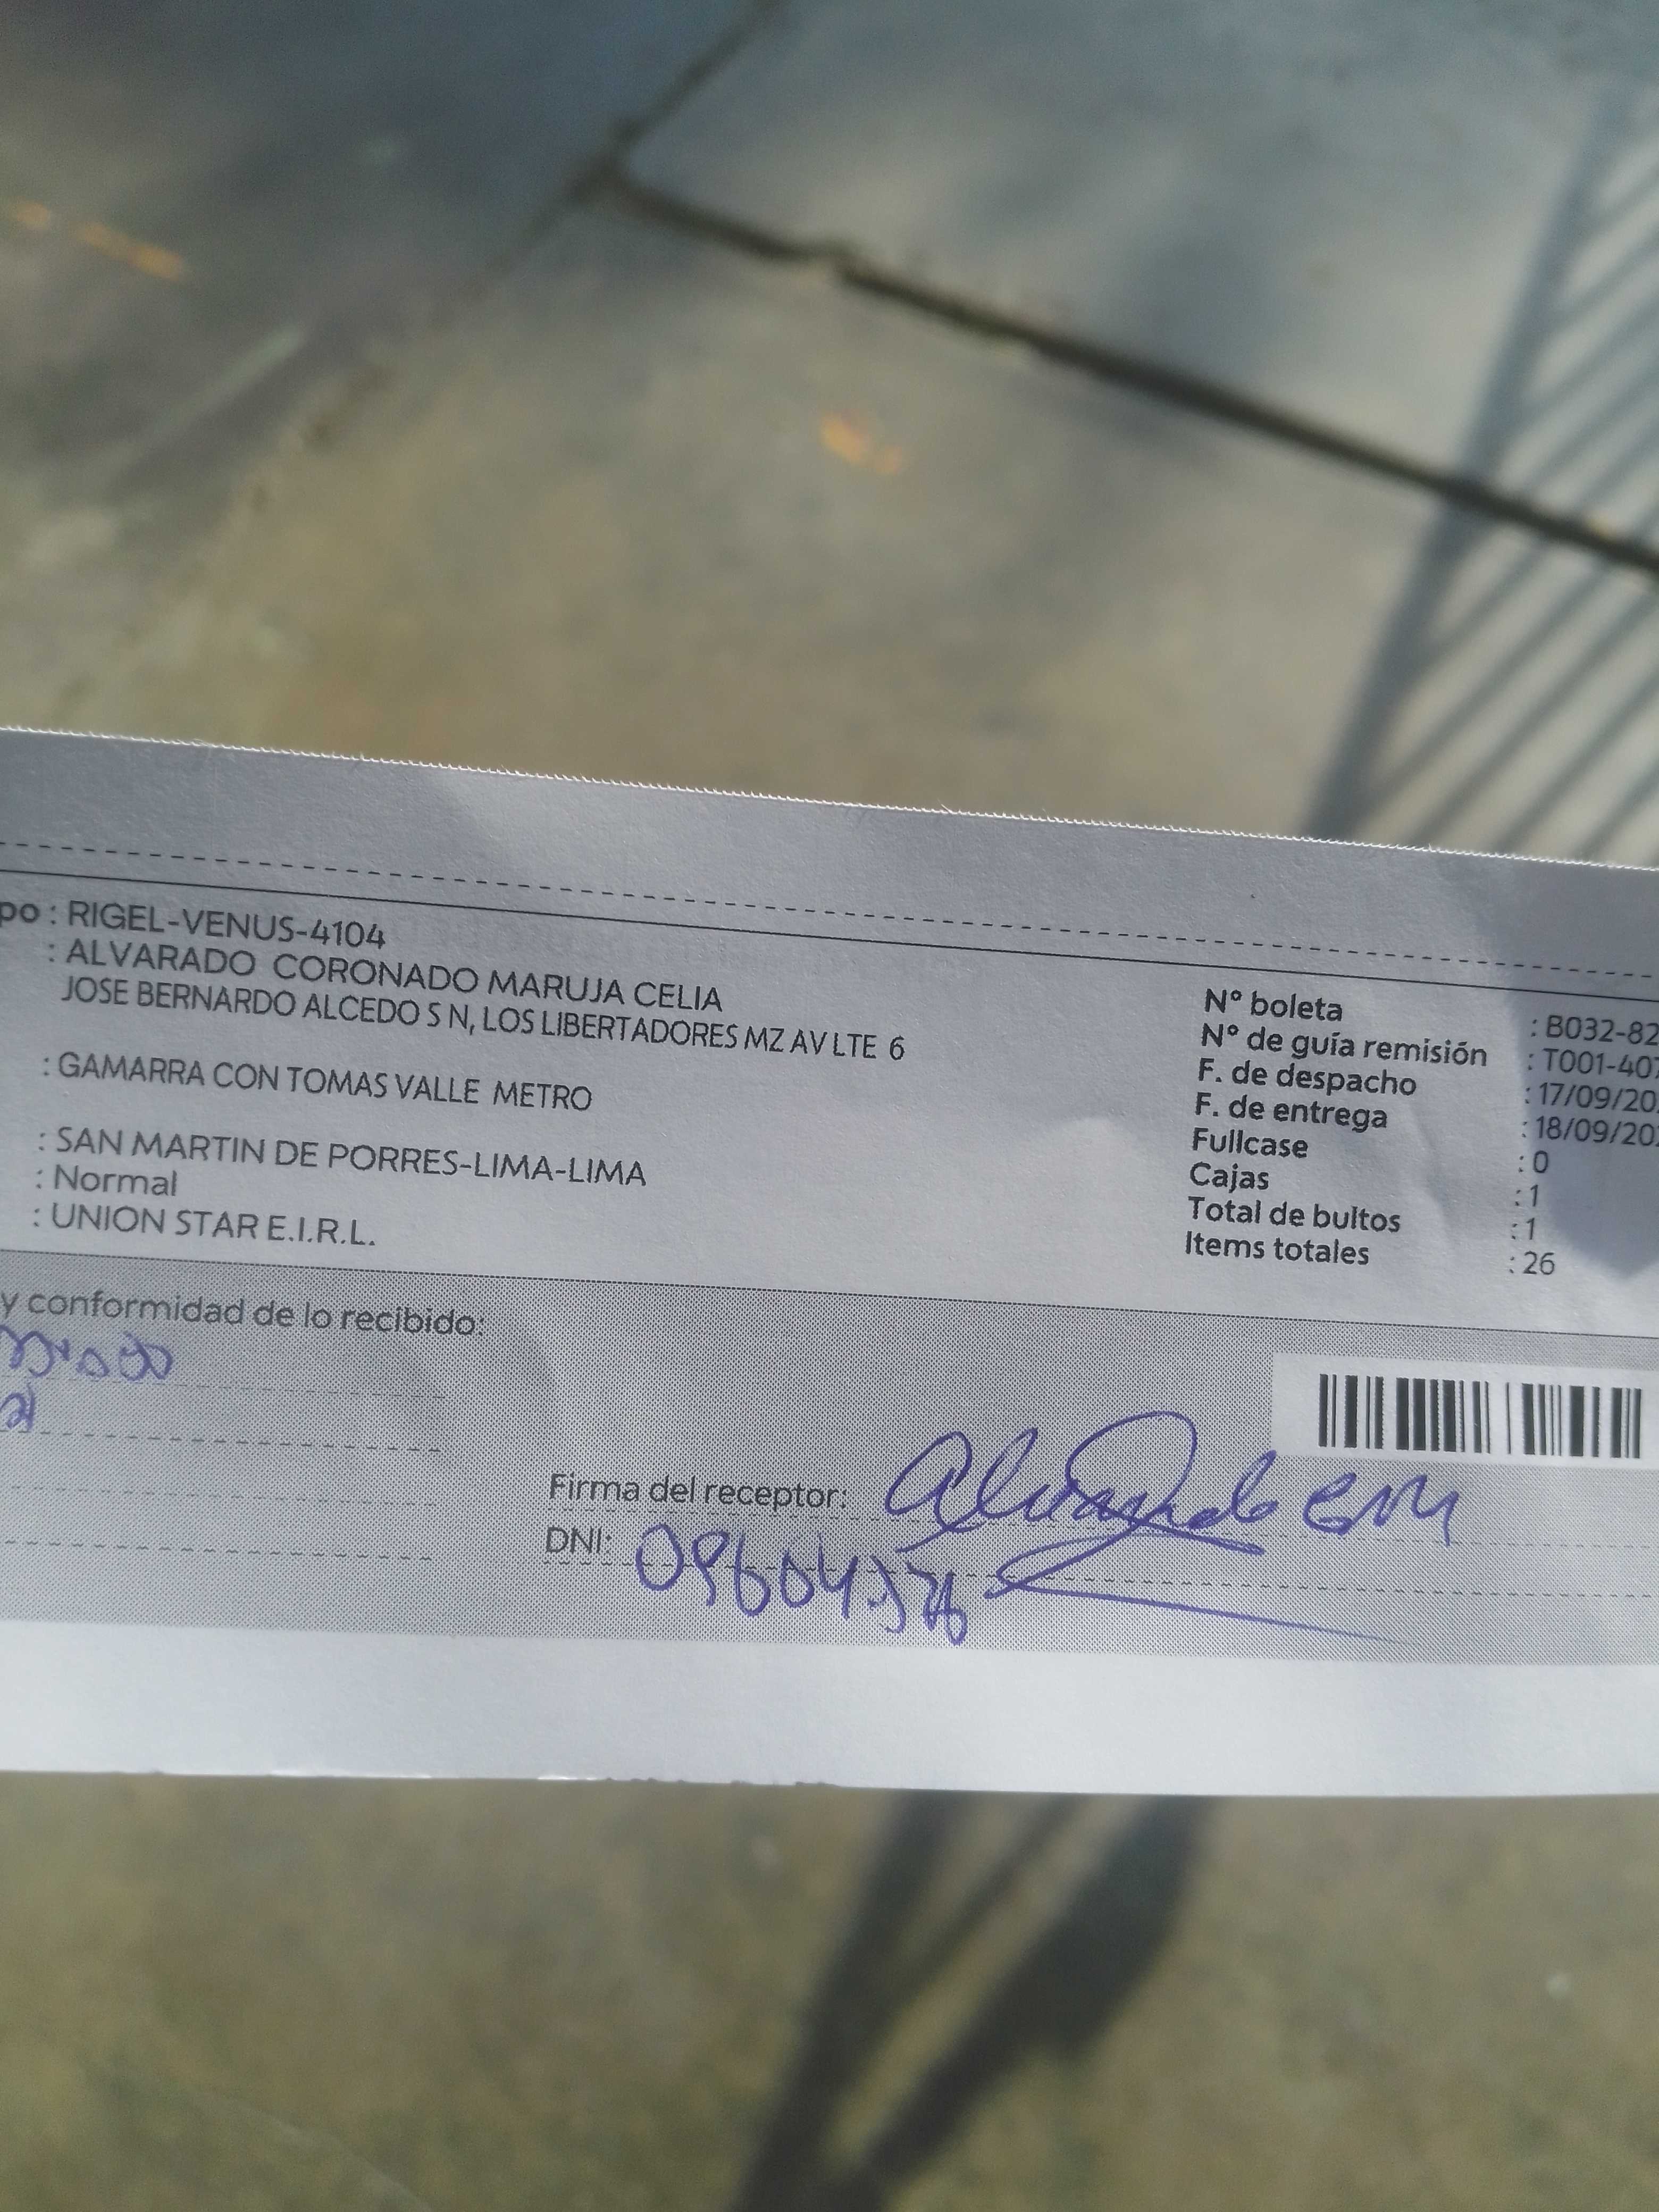 po : RIGEL-VENUS-4104
: ALVARADO CORONADO MARUJA CELIA
JOSE BERNARDO ALCEDO S N, LOS LIBERTADORES MZ AV LTE 6
: GAMARRA CON TOMAS VALLE METRO
: SAN MARTIN DE PORRES-LIMA-LIMA
: Normal
: UNION STAR E.I.R.L.
N° boleta : B032-82
N° de guía remisión : T001-407
F. de despacho : 17/09/20
F. de entrega : 18/09/20
Fullcase : 0
Cajas : 1
Total de bultos : 1
Items totales : 26
y conformidad de lo recibido:
Firma del receptor: Alvarado
DNI: